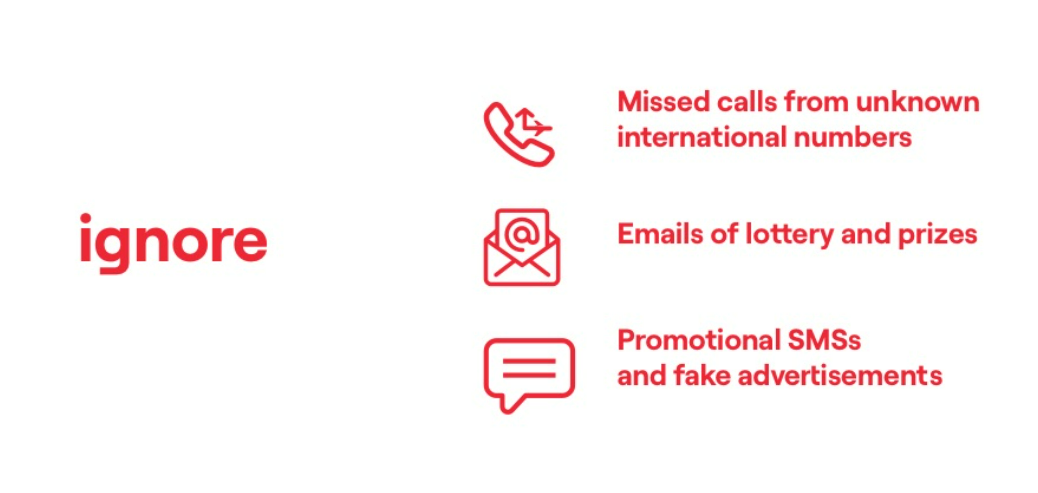 ignore
Missed calls from unknown
international numbers
Emails of lottery and prizes
Promotional SMSs
and fake advertisements